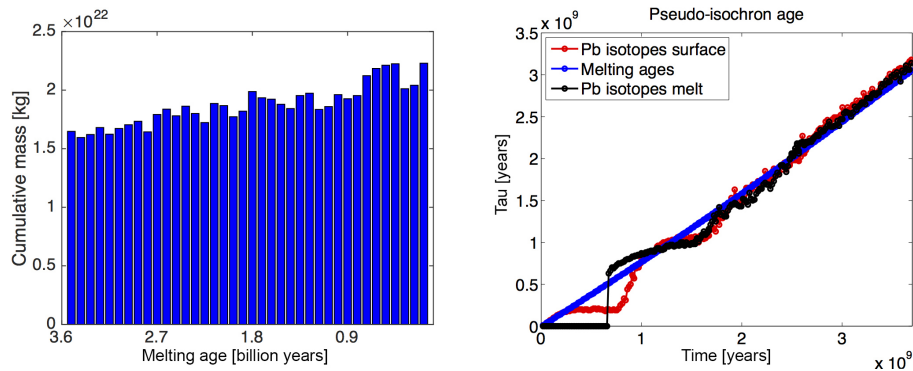 ×10^22
2.5
2
1.5
1
0.5
0
Cumulative mass [kg]
3.6 2.7 1.8 0.9
Melting age [billion years]
Pseudo-isochron age
x 10^9
3.5
3
2.5
2
1.5
1
0.5
0
Tau [years]
Pb isotopes surface
Melting ages
Pb isotopes melt
0 1 2 3
Time [years]
x 10^9